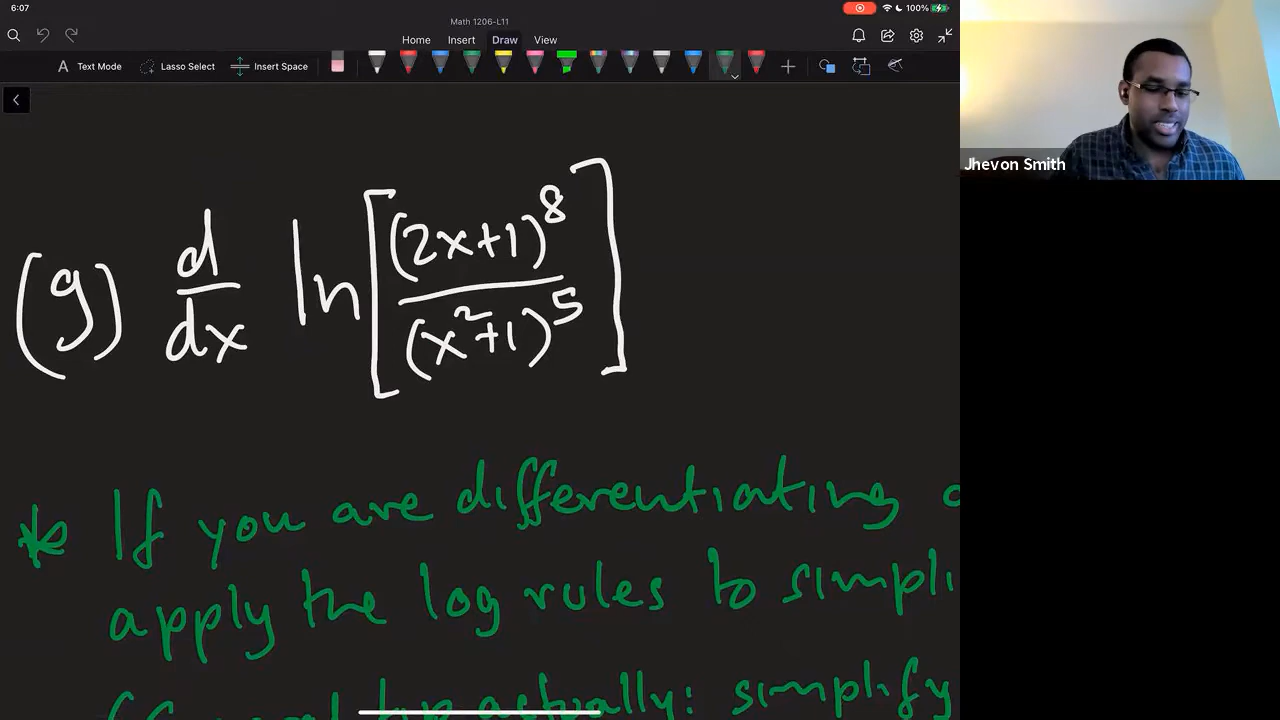 6:07
100%
Math 1206-L11
Home Insert Draw View
A Text Mode Lasso Select Insert Space
Jhevon Smith
(g) d/dx ln[(2x+1)^8/(x^2+1)^5]
* If you are differentiating
apply the log rules to simpli
actually: simplify